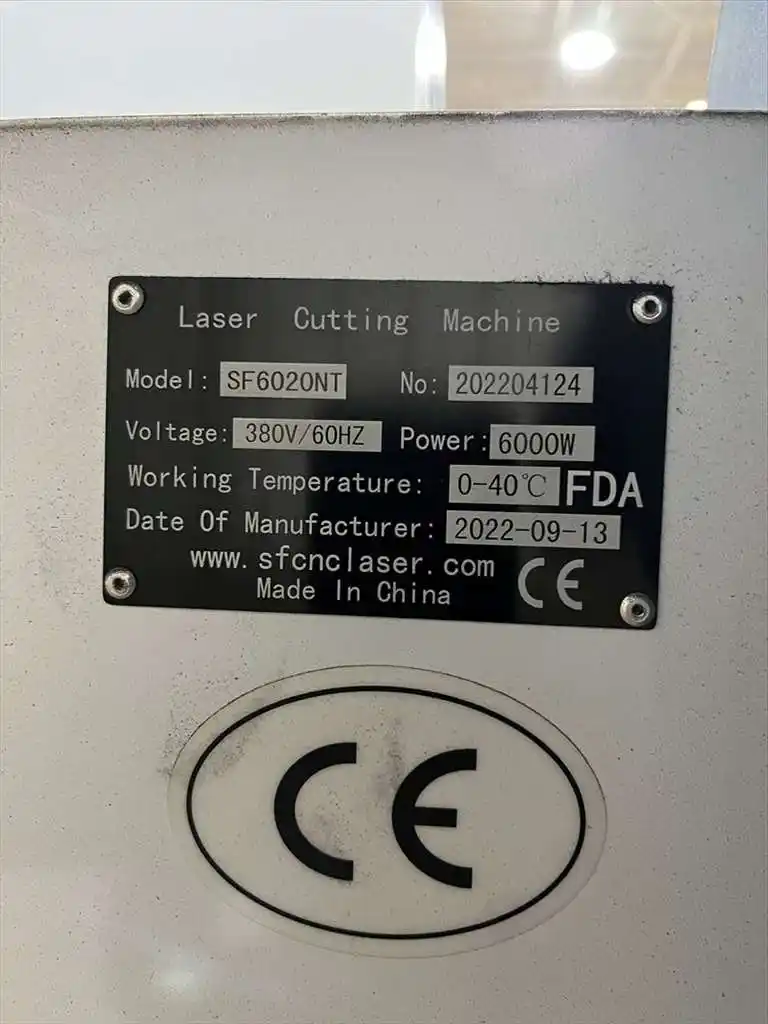 Laser Cutting Machine
Model: SF6020NT No: 202204124
Voltage: 380V/60HZ Power: 6000W
Working Temperature: 0-40℃ FDA
Date Of Manufacturer: 2022-09-13
www.sfcnclaser.com
Made In China CE
CE